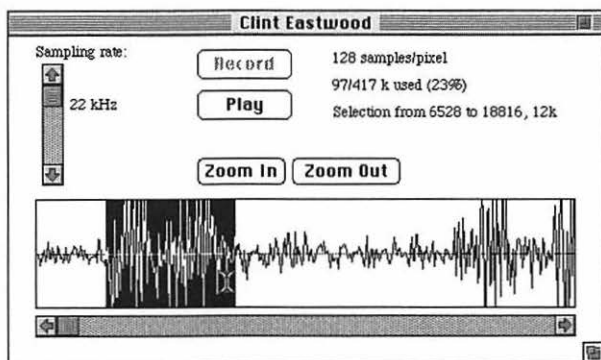 Clint Eastwood
Sampling rate:
22 kHz
Record
Play
128 samples/pixel
97/417 k used (23%)
Selection from 6528 to 18816, 12k
Zoom In
Zoom Out